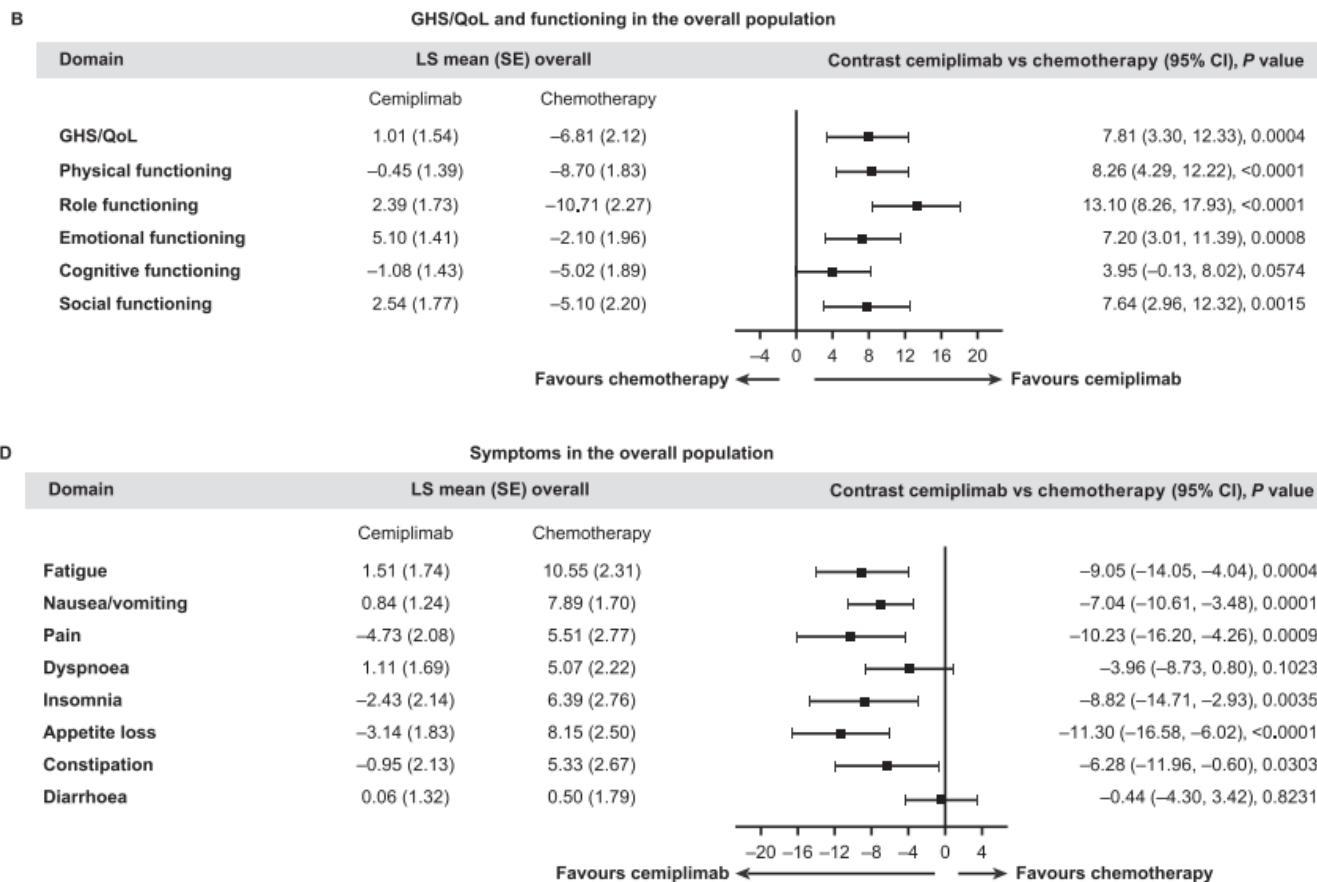 B GHS/QoL and functioning in the overall population
Domain LS mean (SE) overall Contrast cemiplimab vs chemotherapy (95% CI), P value
Cemiplimab Chemotherapy
GHS/QoL 1.01 (1.54) –6.81 (2.12) 7.81 (3.30, 12.33), 0.0004
Physical functioning –0.45 (1.39) –8.70 (1.83) 8.26 (4.29, 12.22), <0.0001
Role functioning 2.39 (1.73) –10.71 (2.27) 13.10 (8.26, 17.93), <0.0001
Emotional functioning 5.10 (1.41) –2.10 (1.96) 7.20 (3.01, 11.39), 0.0008
Cognitive functioning –1.08 (1.43) –5.02 (1.89) 3.95 (–0.13, 8.02), 0.0574
Social functioning 2.54 (1.77) –5.10 (2.20) 7.64 (2.96, 12.32), 0.0015
–4 0 4 8 12 16 20
Favours chemotherapy Favours cemiplimab
D Symptoms in the overall population
Domain LS mean (SE) overall Contrast cemiplimab vs chemotherapy (95% CI), P value
Cemiplimab Chemotherapy
Fatigue 1.51 (1.74) 10.55 (2.31) –9.05 (–14.05, –4.04), 0.0004
Nausea/vomiting 0.84 (1.24) 7.89 (1.70) –7.04 (–10.61, –3.48), 0.0001
Pain –4.73 (2.08) 5.51 (2.77) –10.23 (–16.20, –4.26), 0.0009
Dyspnoea 1.11 (1.69) 5.07 (2.22) –3.96 (–8.73, 0.80), 0.1023
Insomnia –2.43 (2.14) 6.39 (2.76) –8.82 (–14.71, –2.93), 0.0035
Appetite loss –3.14 (1.83) 8.15 (2.50) –11.30 (–16.58, –6.02), <0.0001
Constipation –0.95 (2.13) 5.33 (2.67) –6.28 (–11.96, –0.60), 0.0303
Diarrhoea 0.06 (1.32) 0.50 (1.79) –0.44 (–4.30, 3.42), 0.8231
–20 –16 –12 –8 –4 0 4
Favours cemiplimab Favours chemotherapy